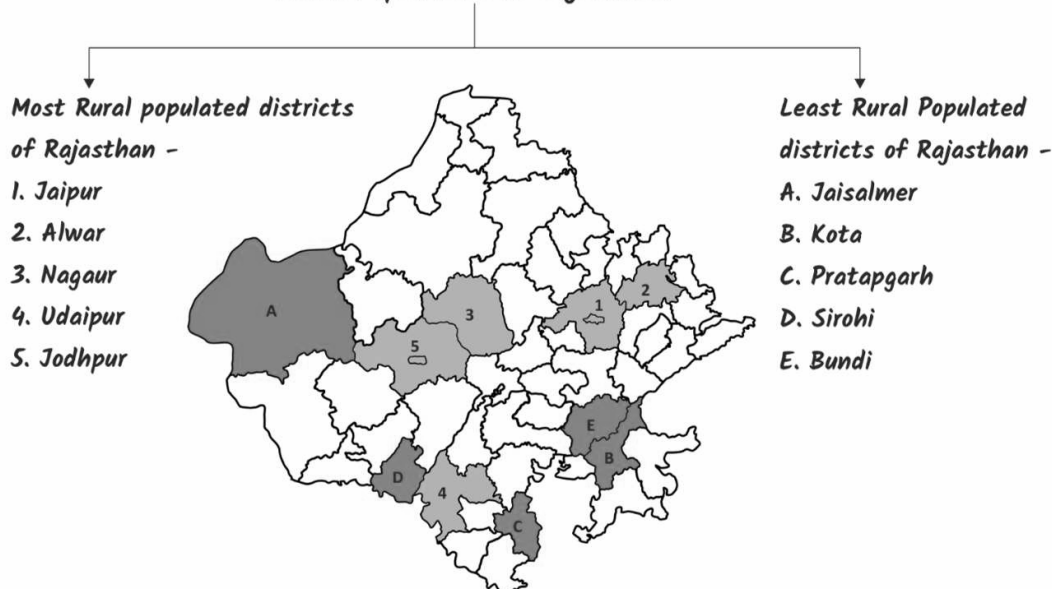 Most Rural populated districts
of Rajasthan -
1. Jaipur
2. Alwar
3. Nagaur
4. Udaipur
5. Jodhpur
Least Rural Populated
districts of Rajasthan -
A. Jaisalmer
B. Kota
C. Pratapgarh
D. Sirohi
E. Bundi
A
3
1
2
5
E
B
D
4
C